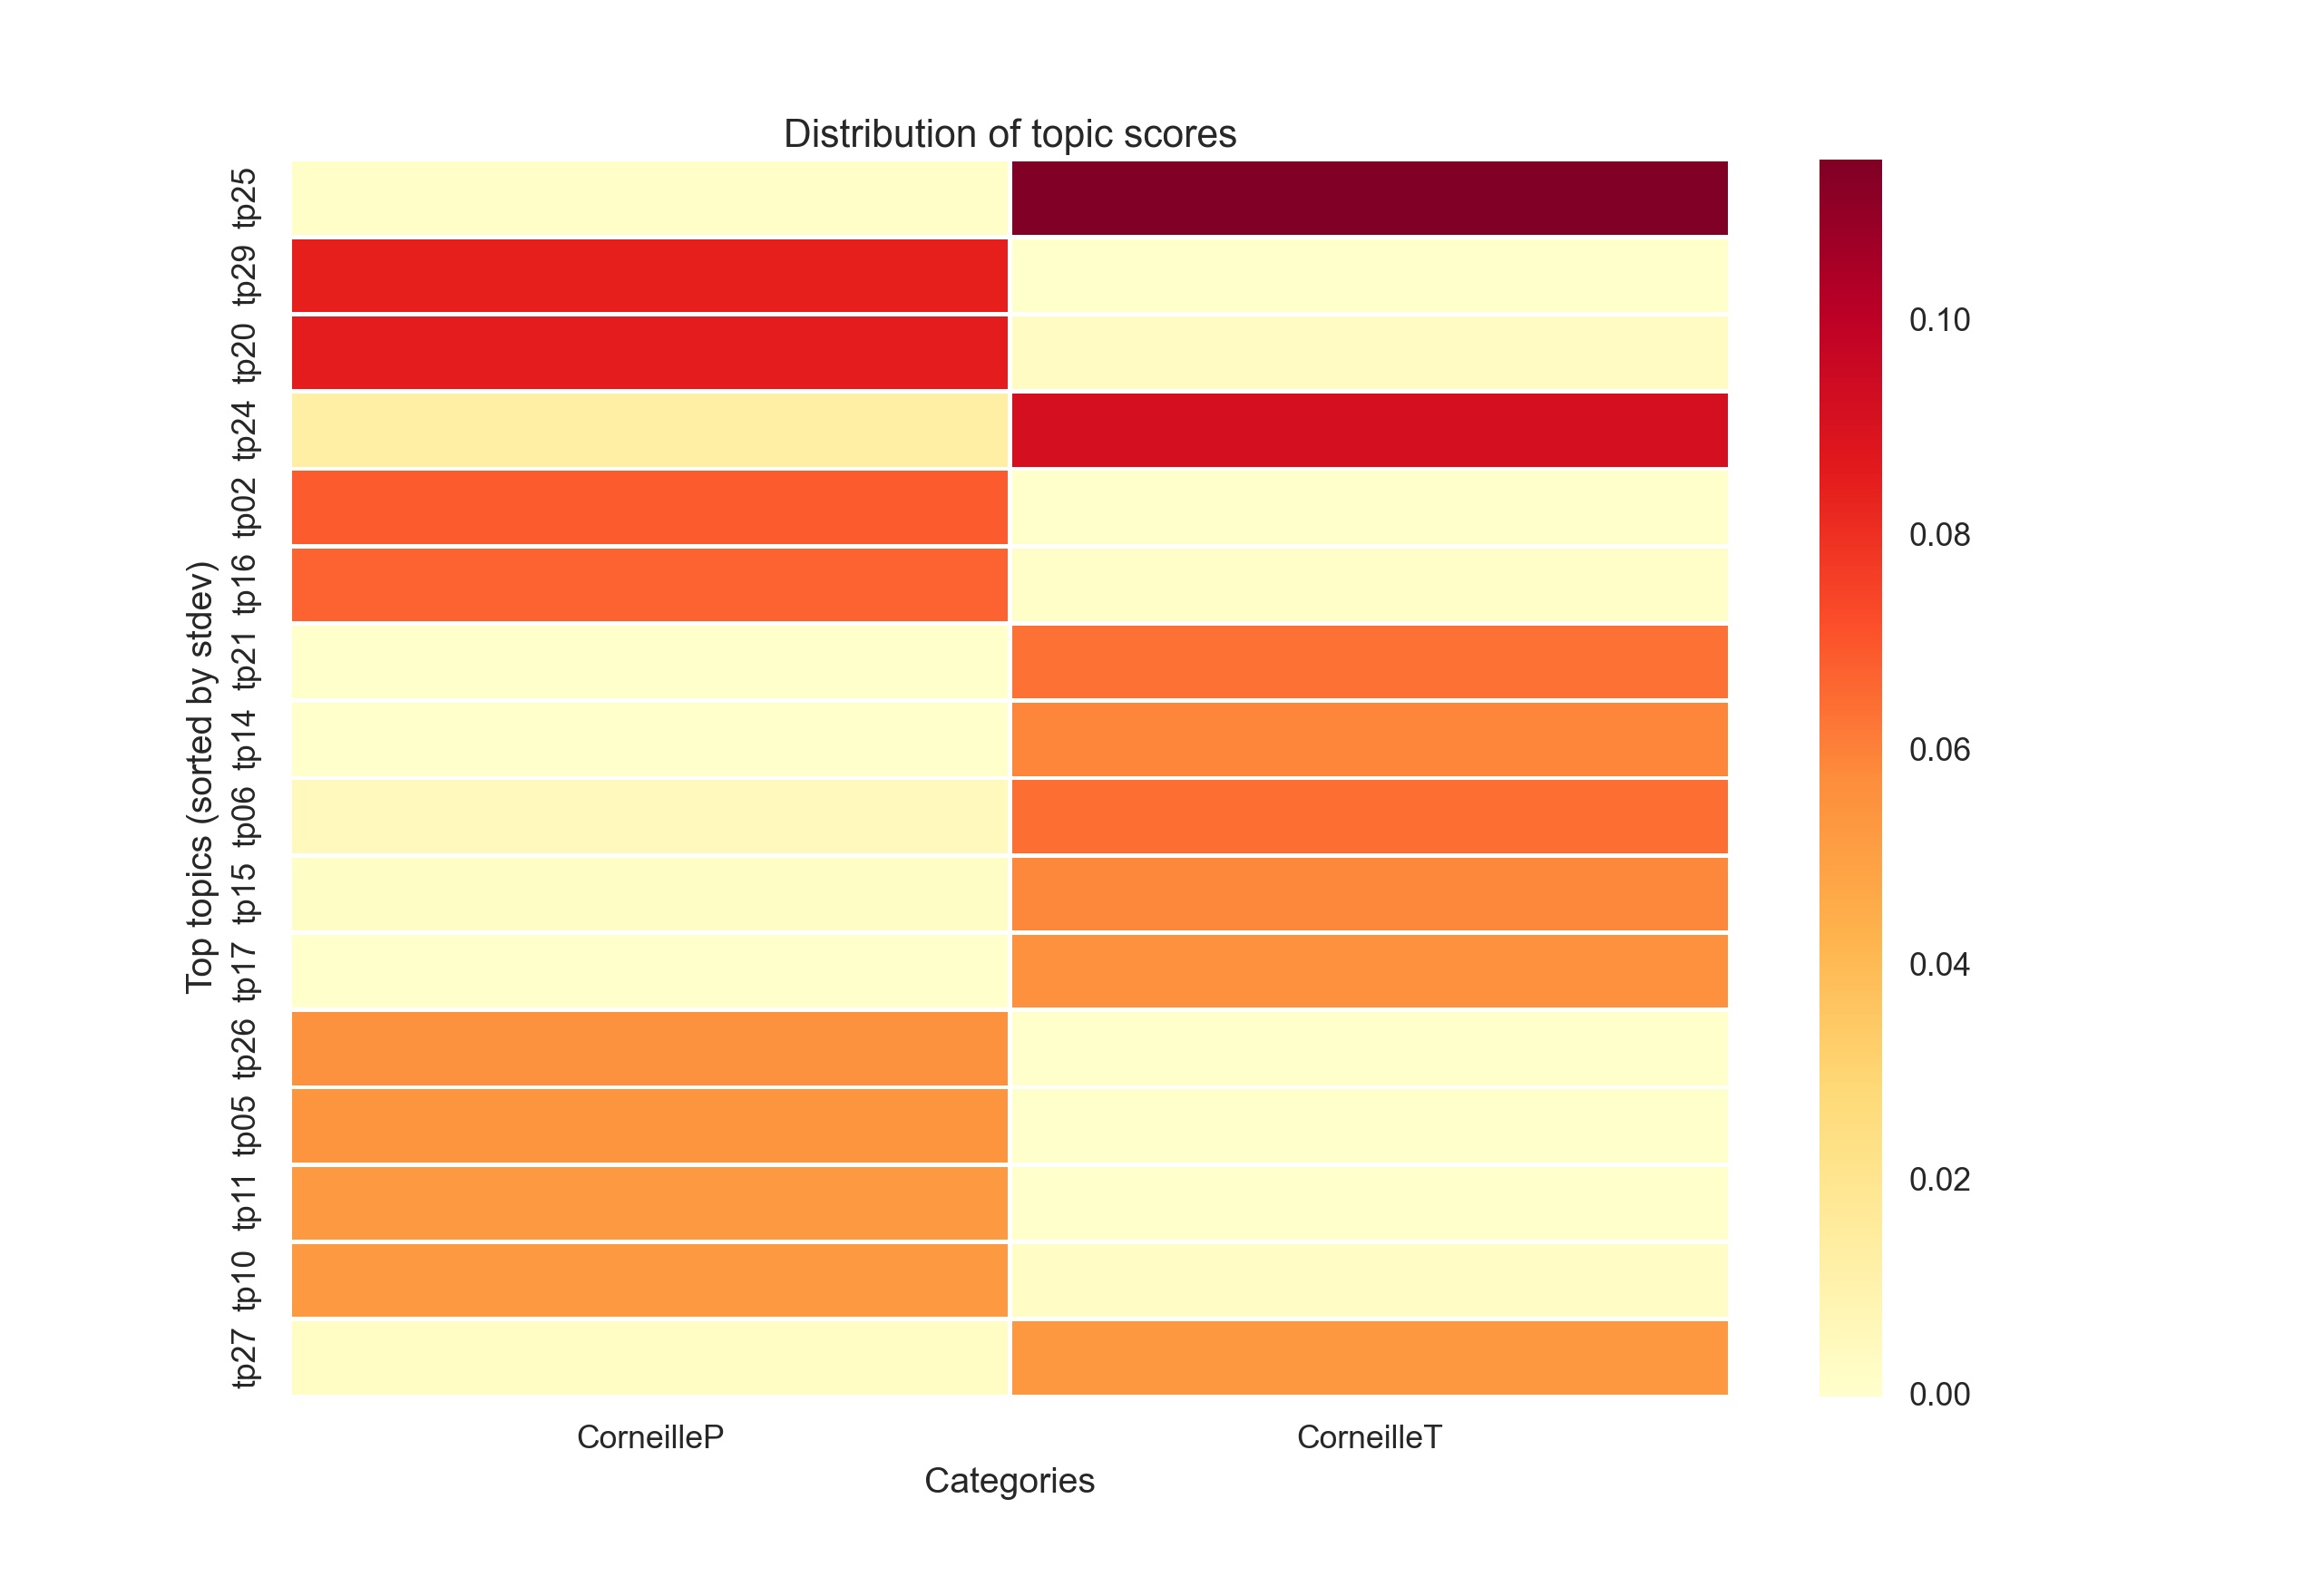 Distribution of topic scores
Top topics (sorted by stdev)
tp25
tp29
tp20
tp24
tp02
tp16
tp21
tp14
tp06
tp15
tp17
tp26
tp05
tp11
tp10
tp27
CorneilleP
CorneilleT
Categories
0.10
0.08
0.06
0.04
0.02
0.00